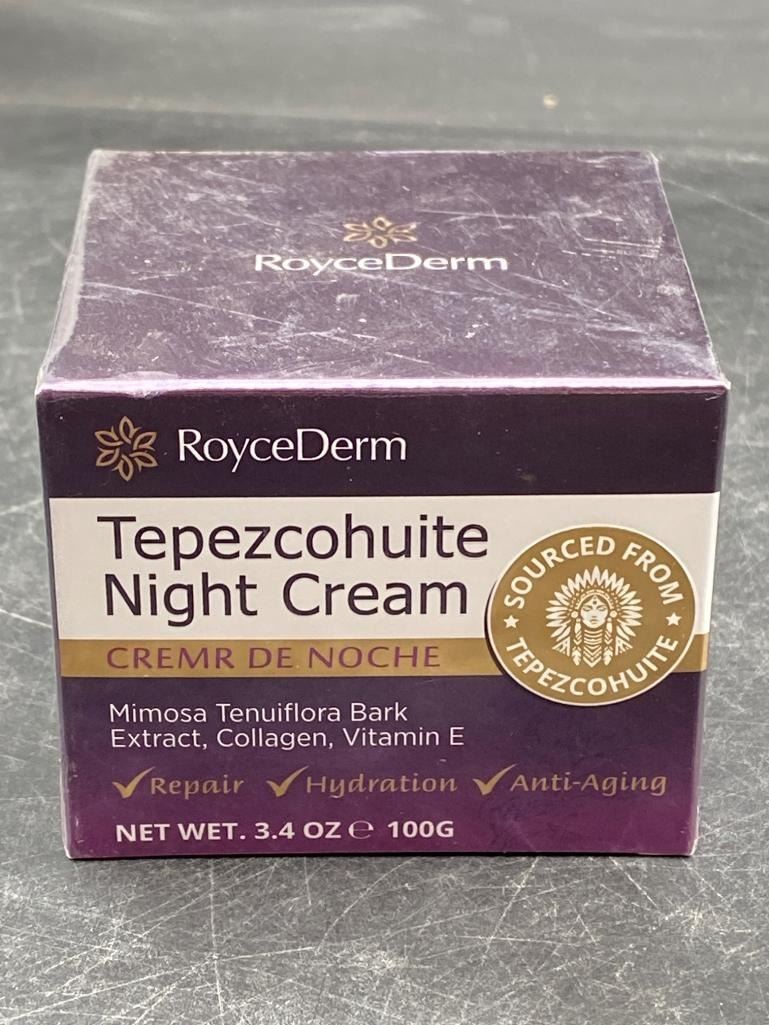 RoyceDerm
RoyceDerm
Tepezcohuite
Night Cream
CREMR DE NOCHE
SOURCED FROM
TEPEZCOHUITE
Mimosa Tenuiflora Bark
Extract, Collagen, Vitamin E
Repair Hydration Anti-Aging
NET WET. 3.4 OZ ℮ 100G